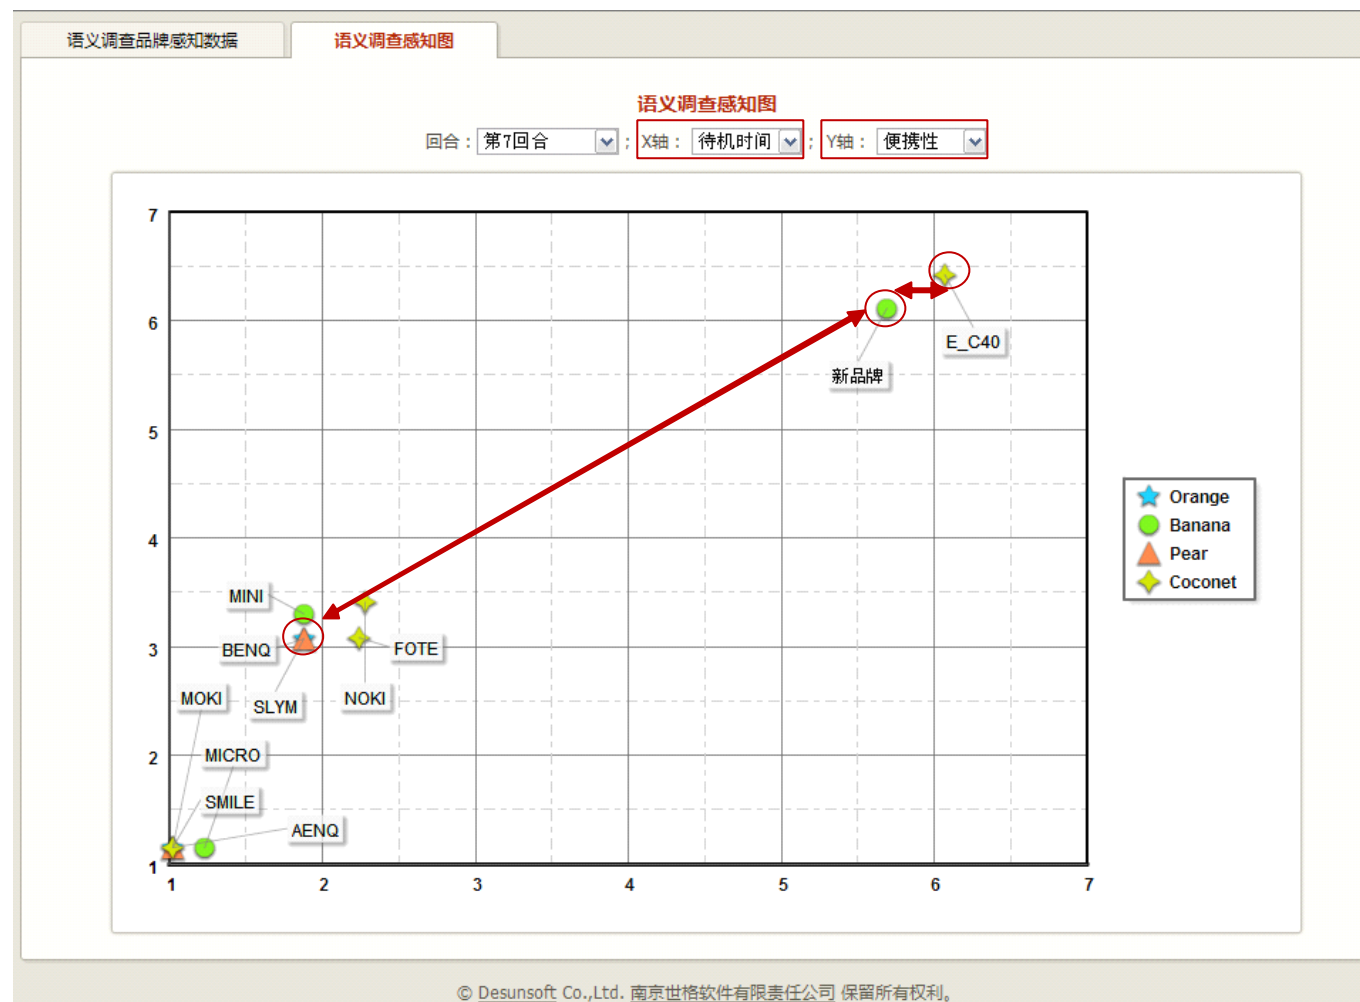 语义调查品牌感知数据 语义调查感知图
语义调查感知图
回合： 第7回合 ； X轴： 待机时间 ； Y轴： 便携性
7
6
5
4
3
2
1
1 2 3 4 5 6 7
E_C40
新品牌
MINI
BENQ
FOTE
MOKI
SLYM
NOKI
MICRO
SMILE
AENQ
Orange
Banana
Pear
Coconet
© Desunsoft Co.,Ltd. 南京世格软件有限责任公司 保留所有权利。